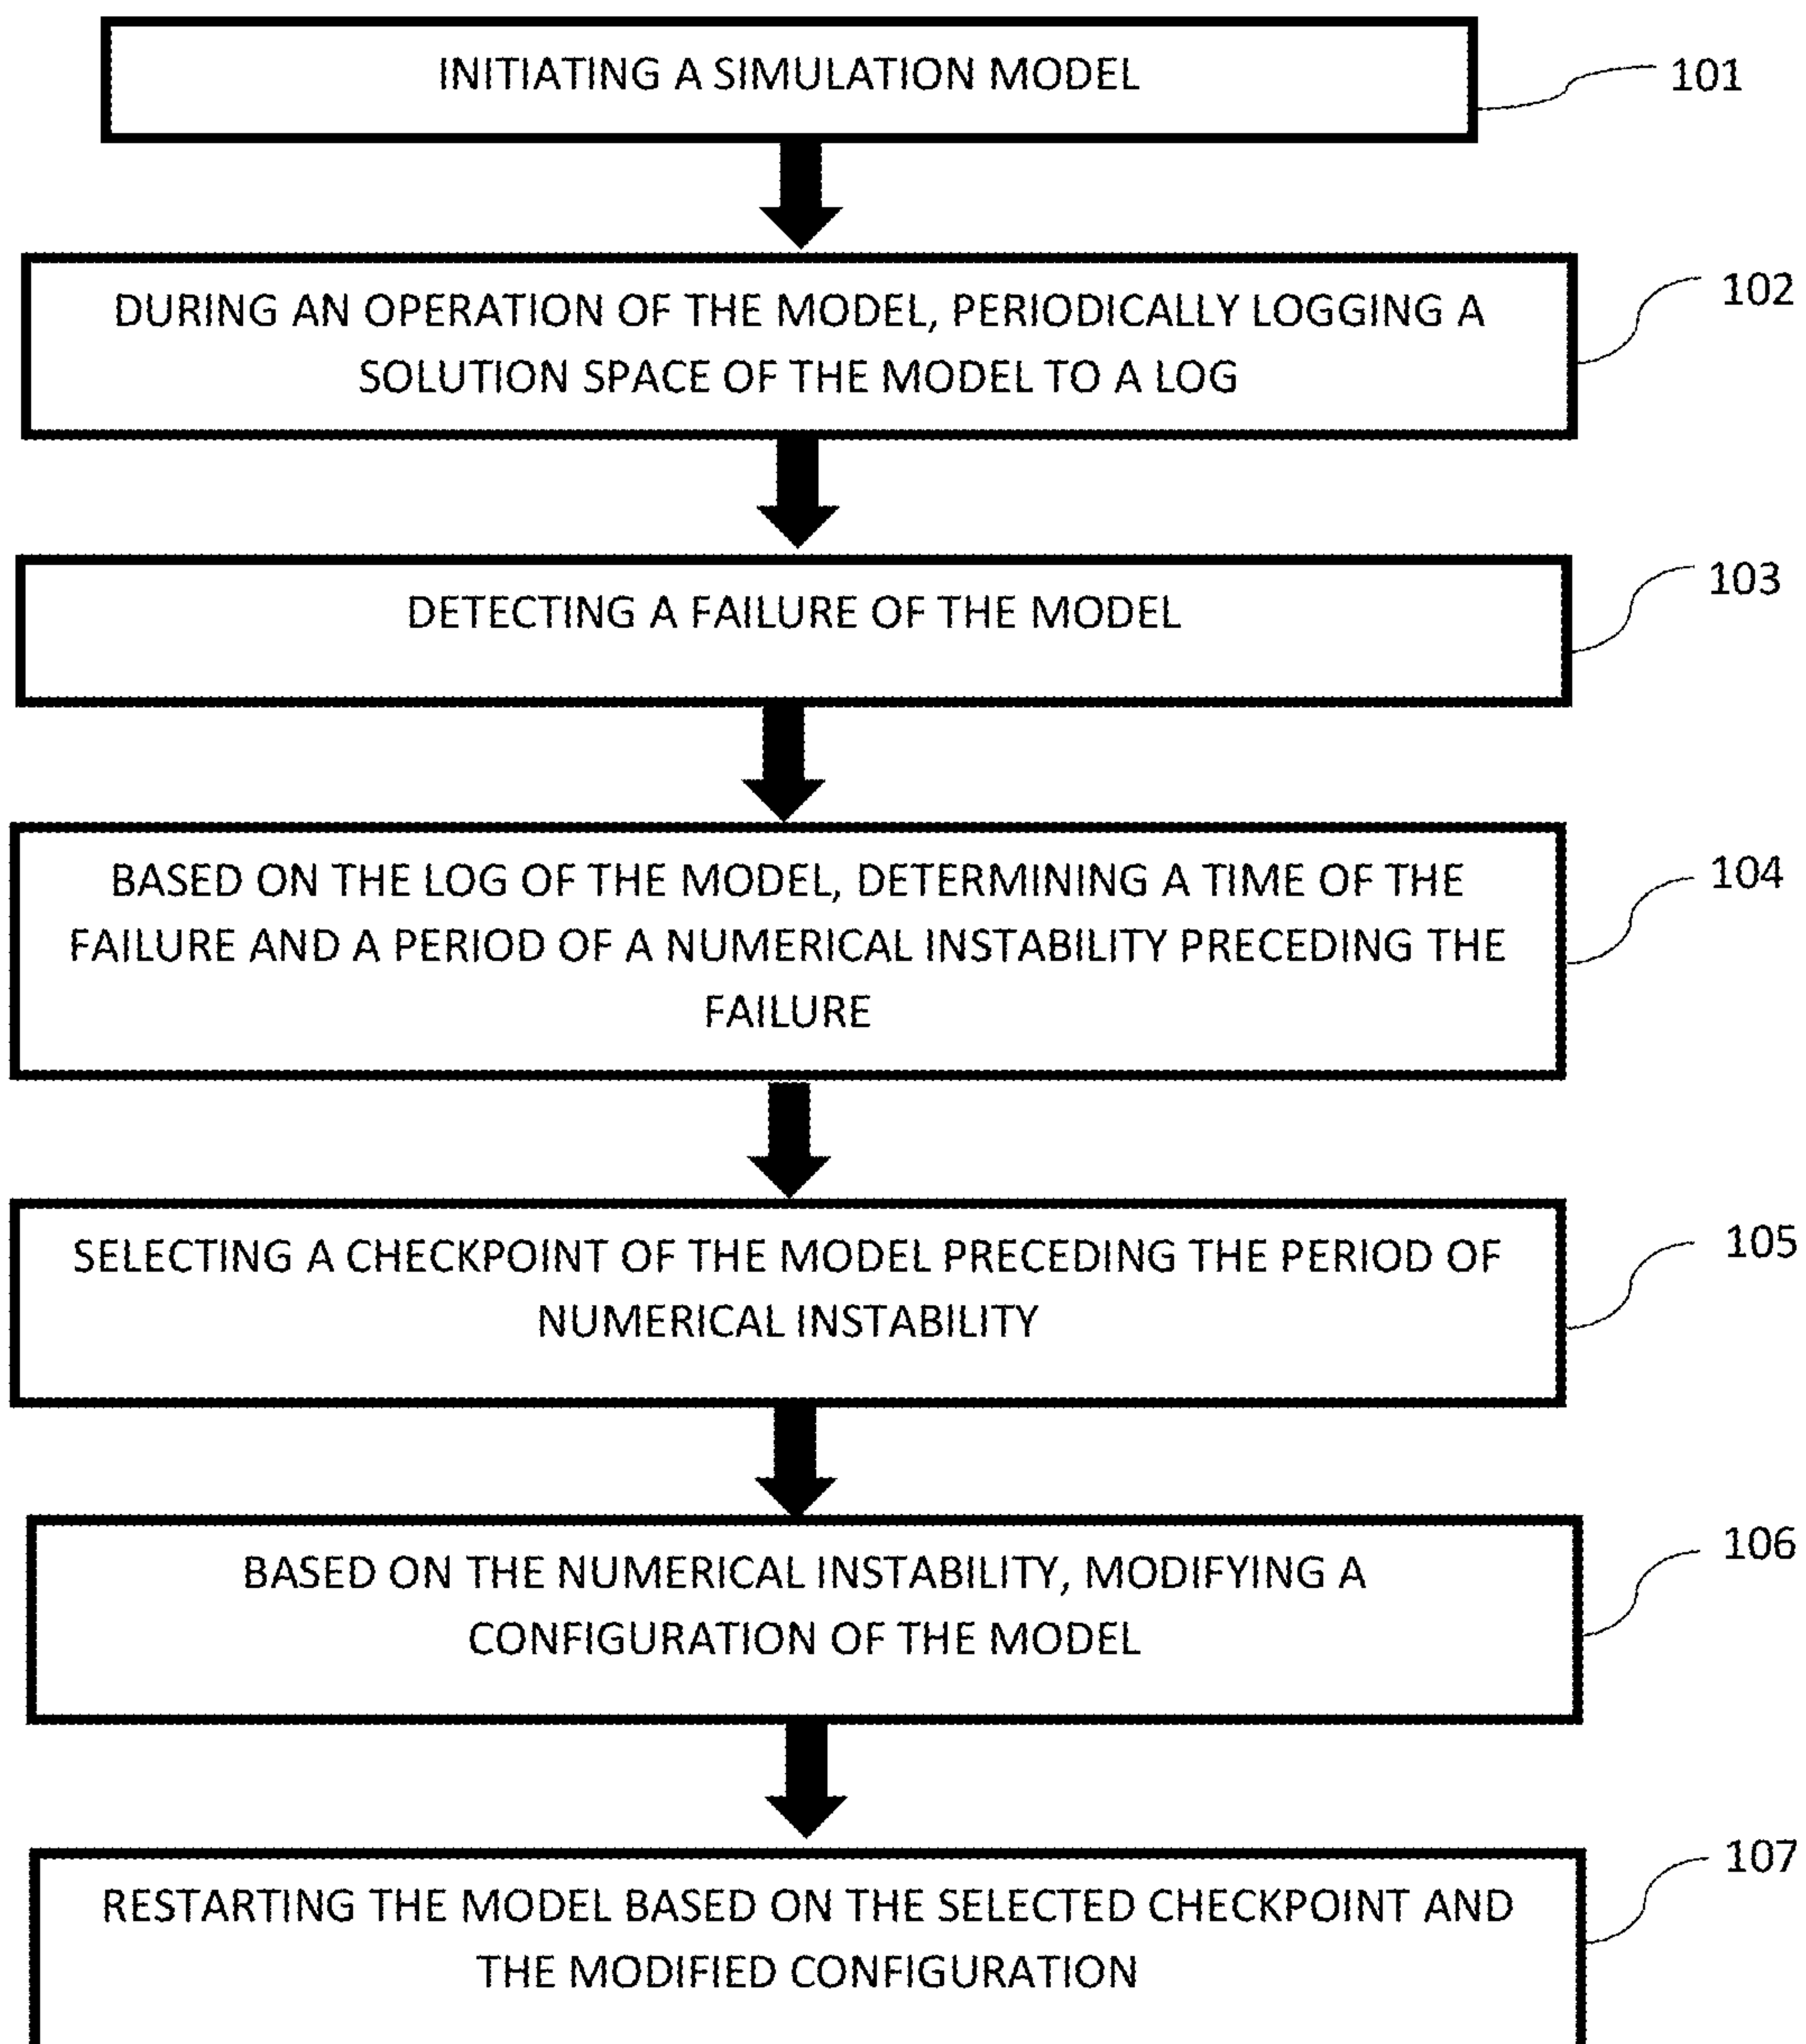 INITIATING A SIMULATION MODEL
101
DURING AN OPERATION OF THE MODEL, PERIODICALLY LOGGING A
SOLUTION SPACE OF THE MODEL TO A LOG
102
DETECTING A FAILURE OF THE MODEL
103
BASED ON THE LOG OF THE MODEL, DETERMINING A TIME OF THE
FAILURE AND A PERIOD OF A NUMERICAL INSTABILITY PRECEDING THE
FAILURE
104
SELECTING A CHECKPOINT OF THE MODEL PRECEDING THE PERIOD OF
NUMERICAL INSTABILITY
105
BASED ON THE NUMERICAL INSTABILITY, MODIFYING A
CONFIGURATION OF THE MODEL
106
RESTARTING THE MODEL BASED ON THE SELECTED CHECKPOINT AND
THE MODIFIED CONFIGURATION
107